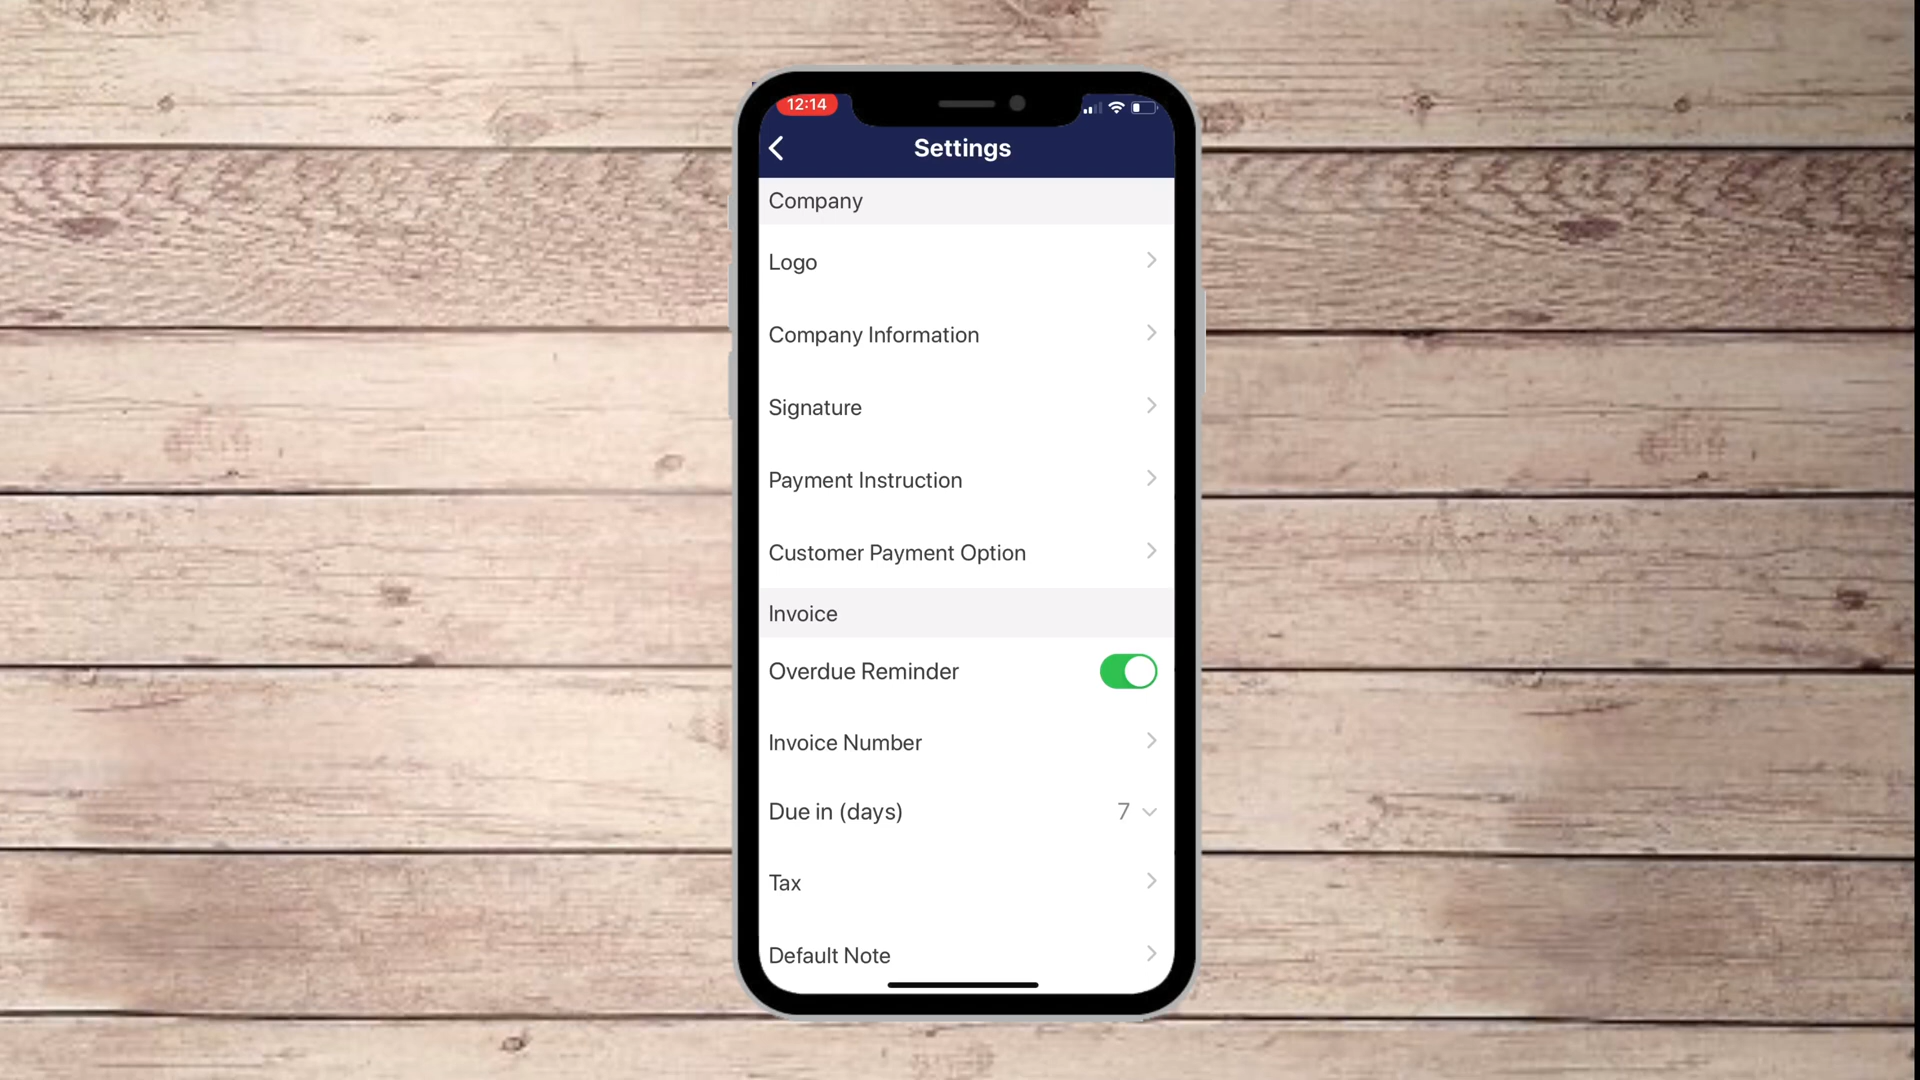 12:14
Settings
Company
Logo
Company Information
Signature
Payment Instruction
Customer Payment Option
Invoice
Overdue Reminder
Invoice Number
Due in (days) 7
Tax
Default Note